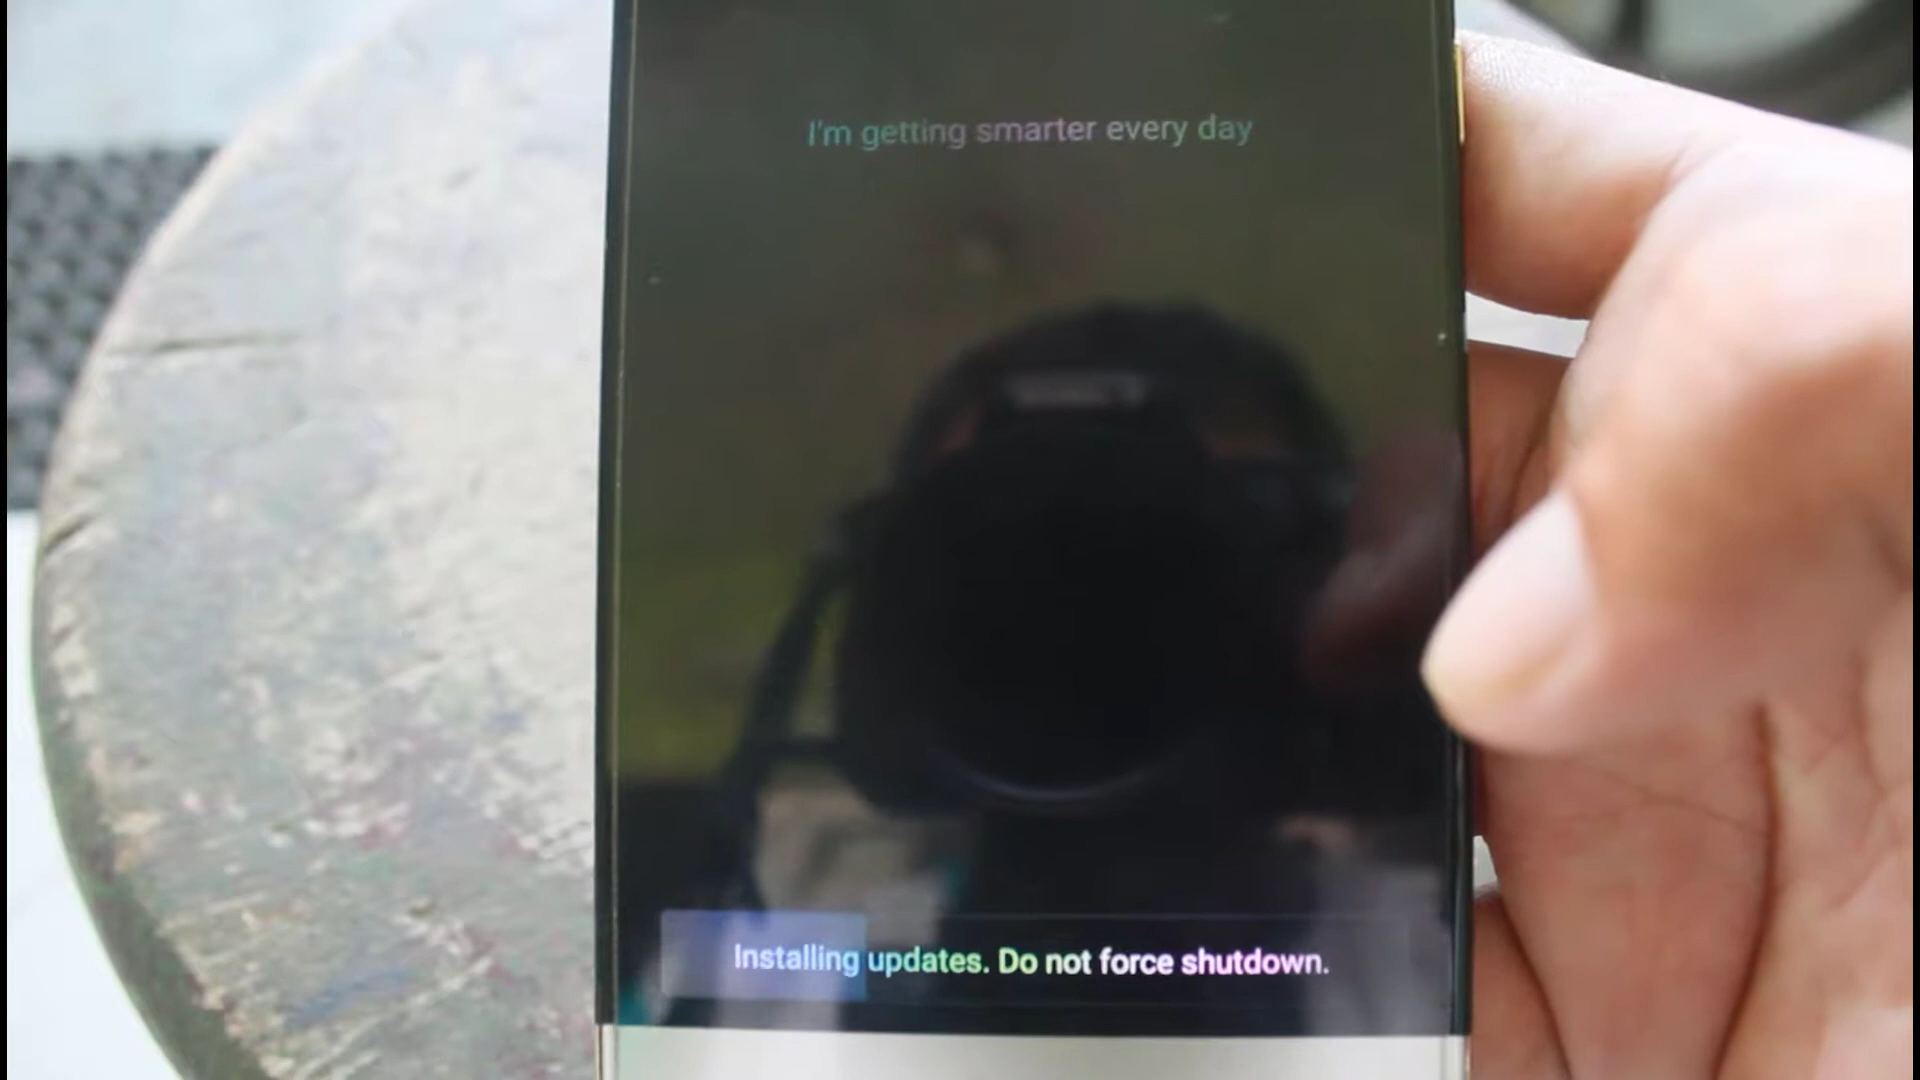 I'm getting smarter every day
Installing updates. Do not force shutdown.